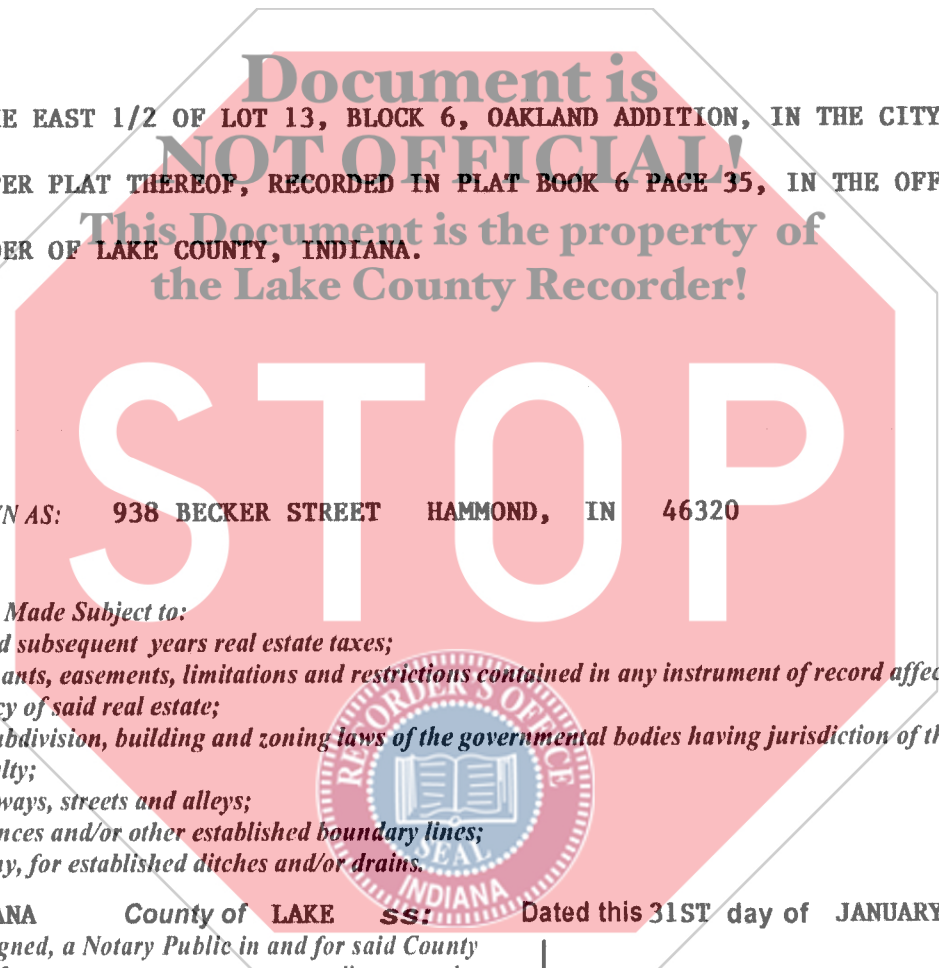 Document is
E EAST 1/2 OF LOT 13, BLOCK 6, OAKLAND ADDITION, IN THE CITY
NOT OFFICIAL!
PER PLAT THEREOF, RECORDED IN PLAT BOOK 6 PAGE 35, IN THE OFF
This Document is the property of
DER OF LAKE COUNTY, INDIANA.
the Lake County Recorder!
STOP
N AS: 938 BECKER STREET HAMMOND, IN 46320
Made Subject to:
d subsequent years real estate taxes;
ants, easements, limitations and restrictions contained in any instrument of record affec
cy of said real estate;
ubdivision, building and zoning laws of the governmental bodies having jurisdiction of th
lty;
ways, streets and alleys;
nces and/or other established boundary lines;
ny, for established ditches and/or drains.
RECORDER'S OFFICE
SEAL
INDIANA
ANA County of LAKE ss: Dated this 31ST day of JANUARY
gned, a Notary Public in and for said County